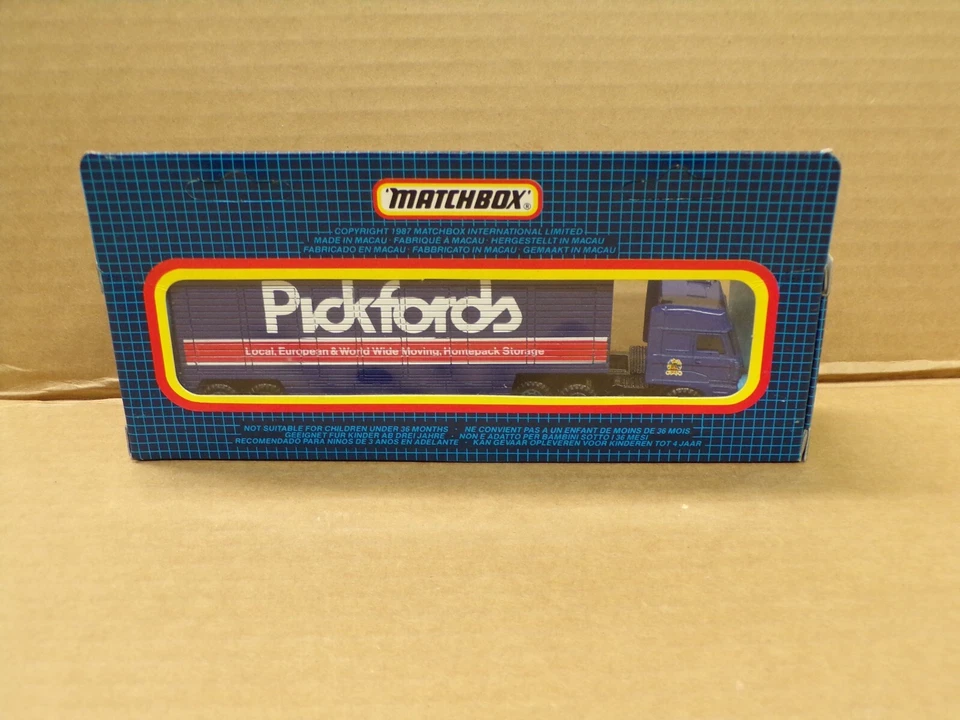 "MATCHBOX"®
COPYRIGHT 1987 MATCHBOX INTERNATIONAL LIMITED
MADE IN MACAU · FABRIQUÉ A MACAU · HERGESTELLT IN MACAU
FABRICADO EN MACAU · FABBRICATO IN MACAU · GEMAAKT IN MACAU
Pickfords
Local, European & World Wide Moving, Homepack Storage
NOT SUITABLE FOR CHILDREN UNDER 36 MONTHS · NE CONVIENT PAS A UN ENFANT DE MOINS DE 36 MOIS
GEEIGNET FUR KINDER AB DREI JAHRE · NON E ADATTO PER BAMBINI SOTTO I 36 MESI
RECOMENDADO PARA NINOS DE 3 ANOS EN ADELANTE · KAN GEVAAR OPLEVEREN VOOR KINDEREN TOT 4 JAAR